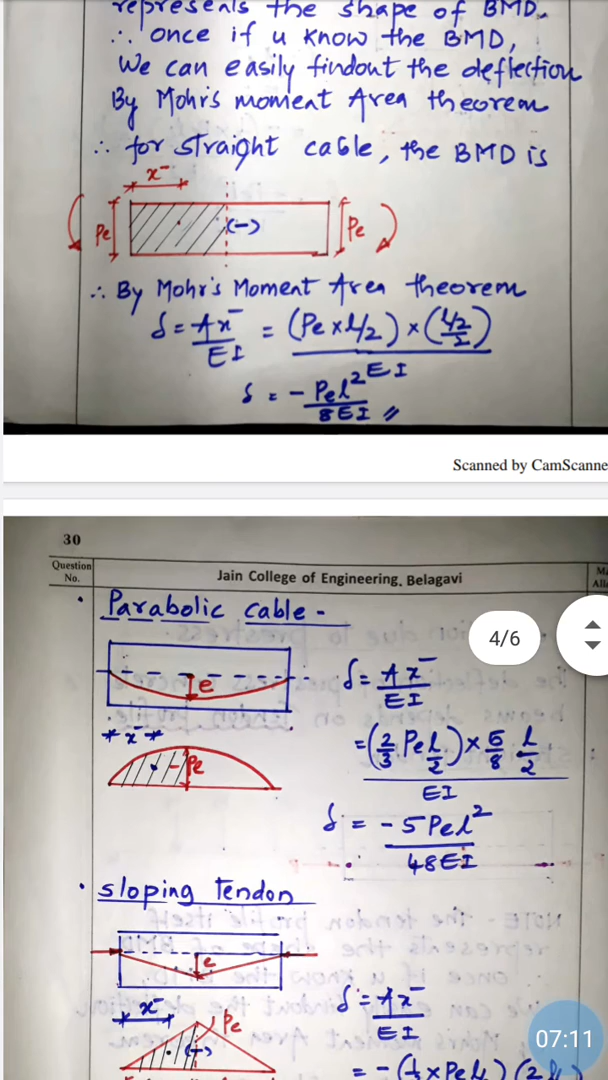 represents the shape of BMD.
∴ once if u know the BMD,
we can easily findout the deflection
By Mohr's moment Area theorem
∴ for straight cable, the BMD is
x̄
Pe (-) Pe
∴ By Mohr's Moment Area theorem
δ = Ax̄/EI = (Pe × l/2) × (l/2/2)/EI
δ = - Pel²/8EI //
Scanned by CamScanne
30
Question No.
Jain College of Engineering, Belagavi
M
All
• Parabolic cable -
e
δ = Ax̄/EI
x̄
Pe
= (2/3 Pe l/2) × 5/8 l/2 / EI
δ = - 5 Pel²/48EI
4/6
• sloping Tendon
e
x̄
Pe
(-)
δ = Ax̄/EI
07:11